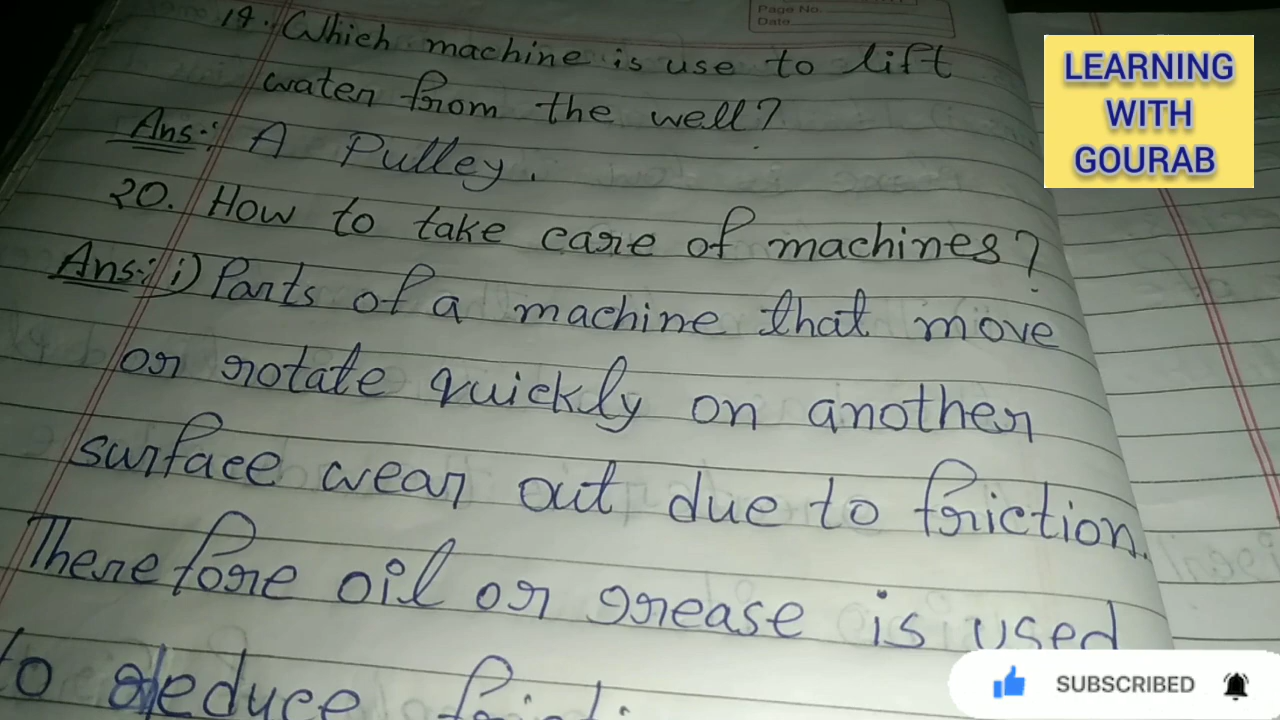 Page No.
Date
19. Which machine is use to lift
water from the well?
Ans:- A Pulley.
20. How to take care of machines?
Ans:- i) Parts of a machine that move
or rotate quickly on another
surface wear out due to friction.
Therefore oil or grease is used
to reduce
LEARNING
WITH
GOURAB
SUBSCRIBED